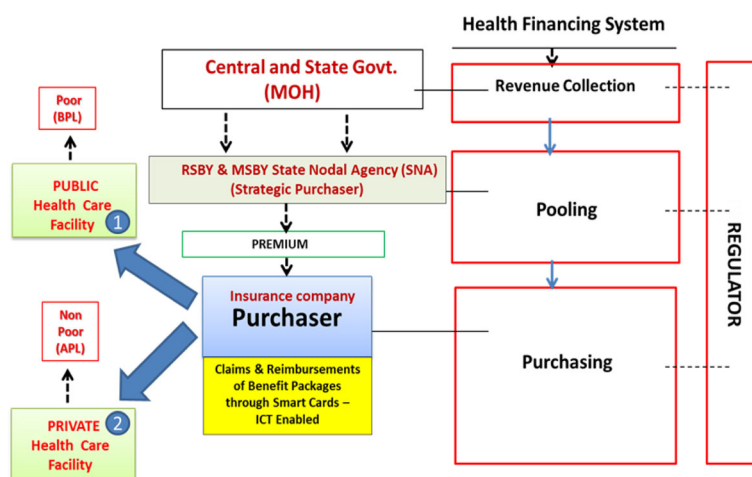 Health Financing System
Central and State Govt.
(MOH)
Revenue Collection
Poor
(BPL)
RSBY & MSBY State Nodal Agency (SNA)
(Strategic Purchaser)
Pooling
PUBLIC
Health Care
Facility
1
PREMIUM
REGULATOR
Insurance company
Purchaser
Non
Poor
(APL)
Purchasing
Claims & Reimbursements
of Benefit Packages
through Smart Cards –
ICT Enabled
PRIVATE
Health Care
Facility
2